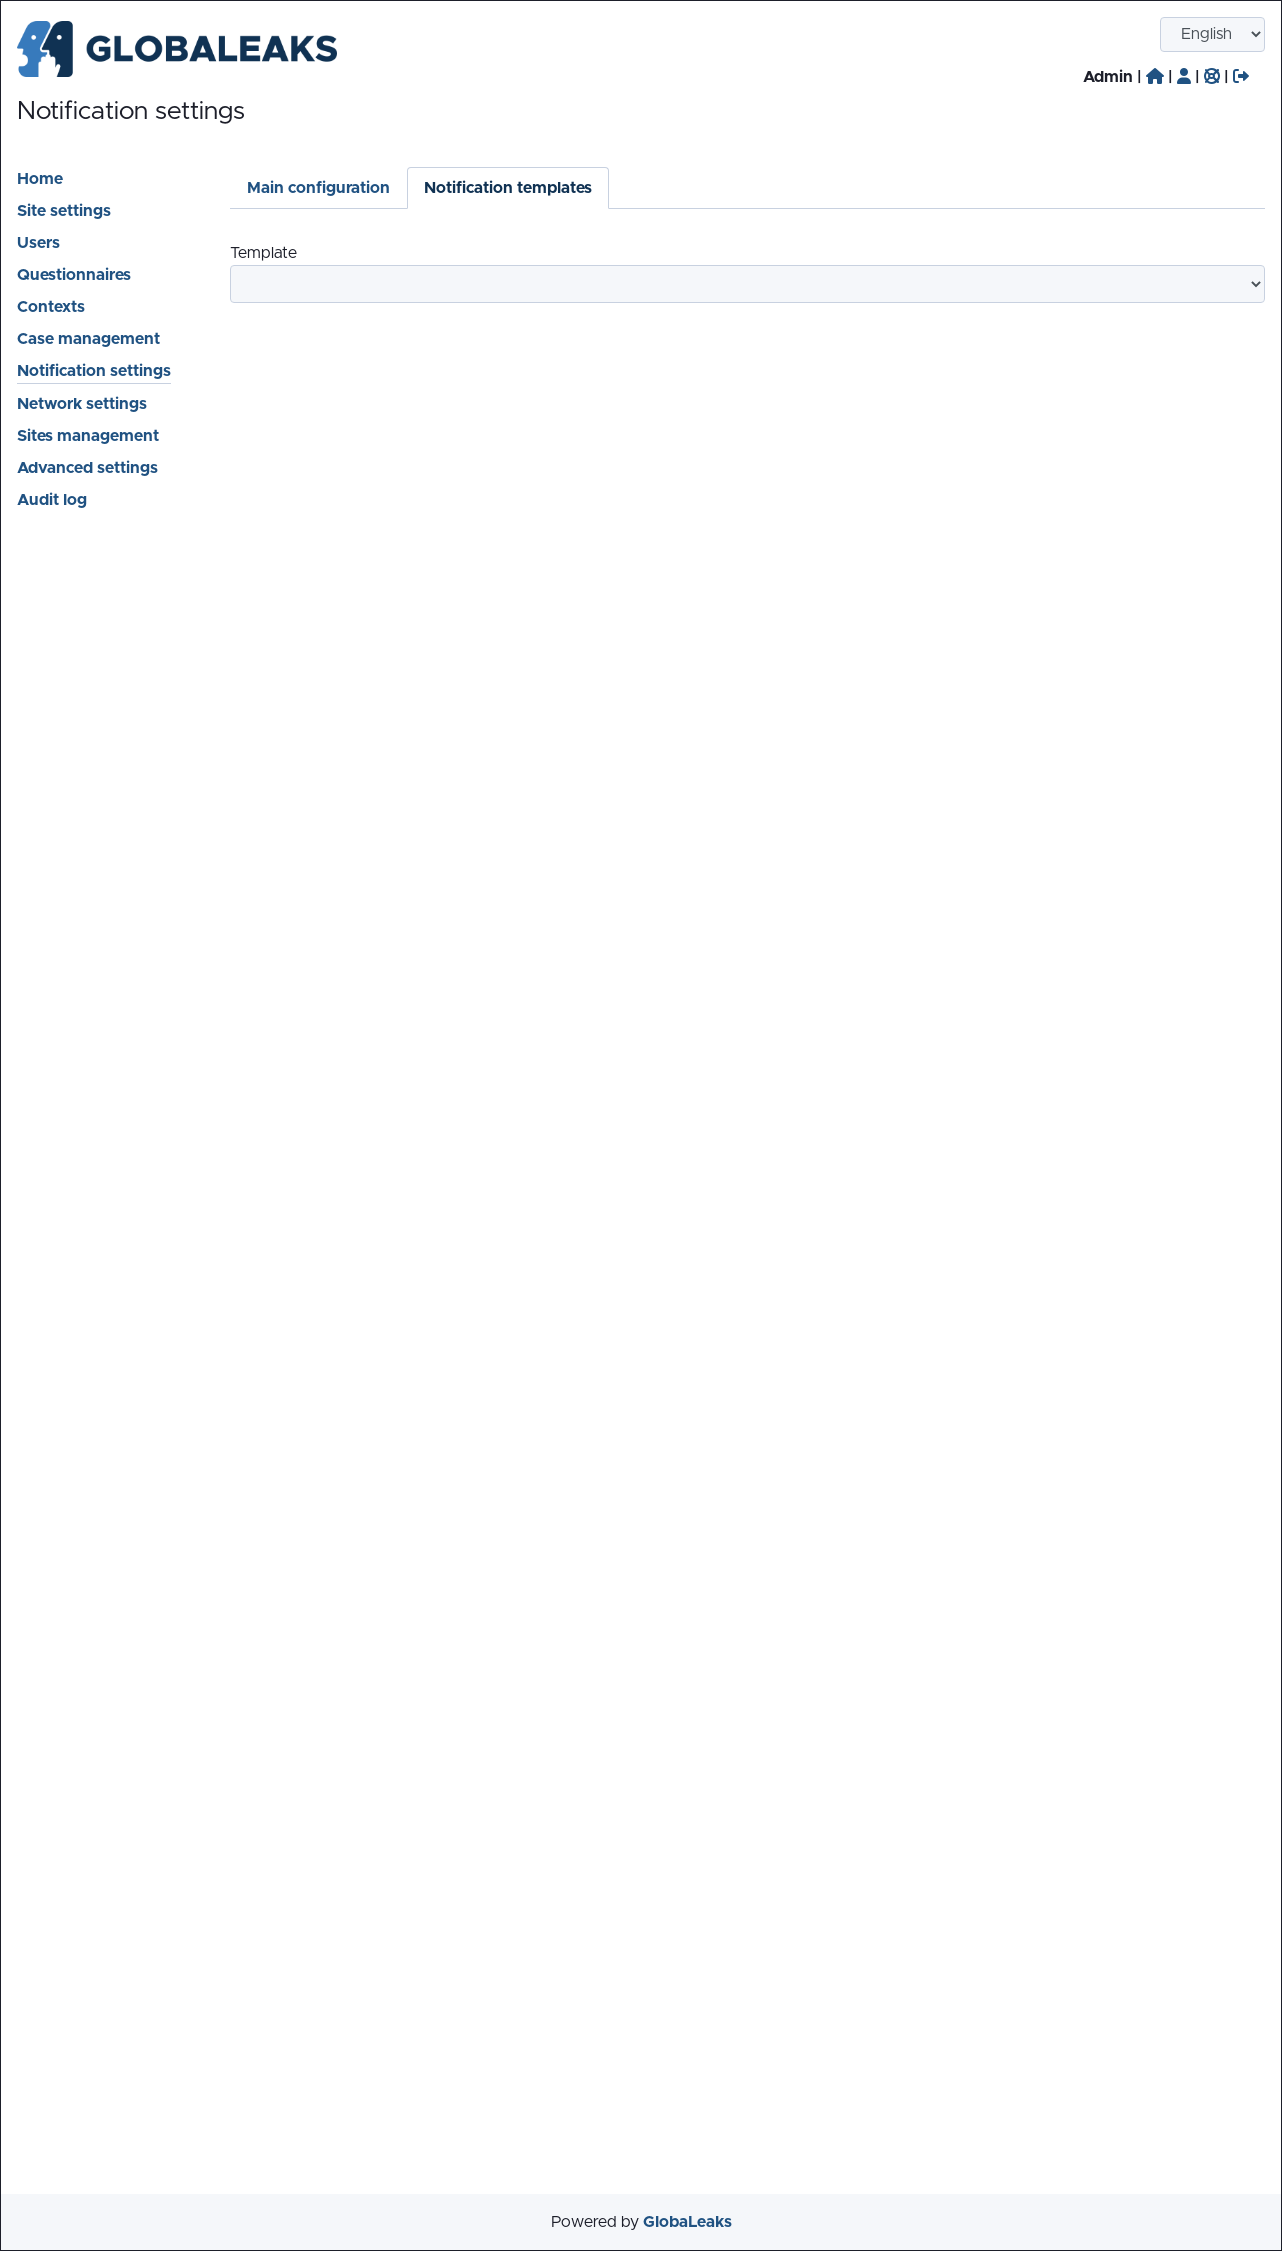 GLOBALEAKS
English
Admin | | | |
Notification settings
Home
Site settings
Users
Questionnaires
Contexts
Case management
Notification settings
Network settings
Sites management
Advanced settings
Audit log
Main configuration
Notification templates
Template
Powered by GlobaLeaks